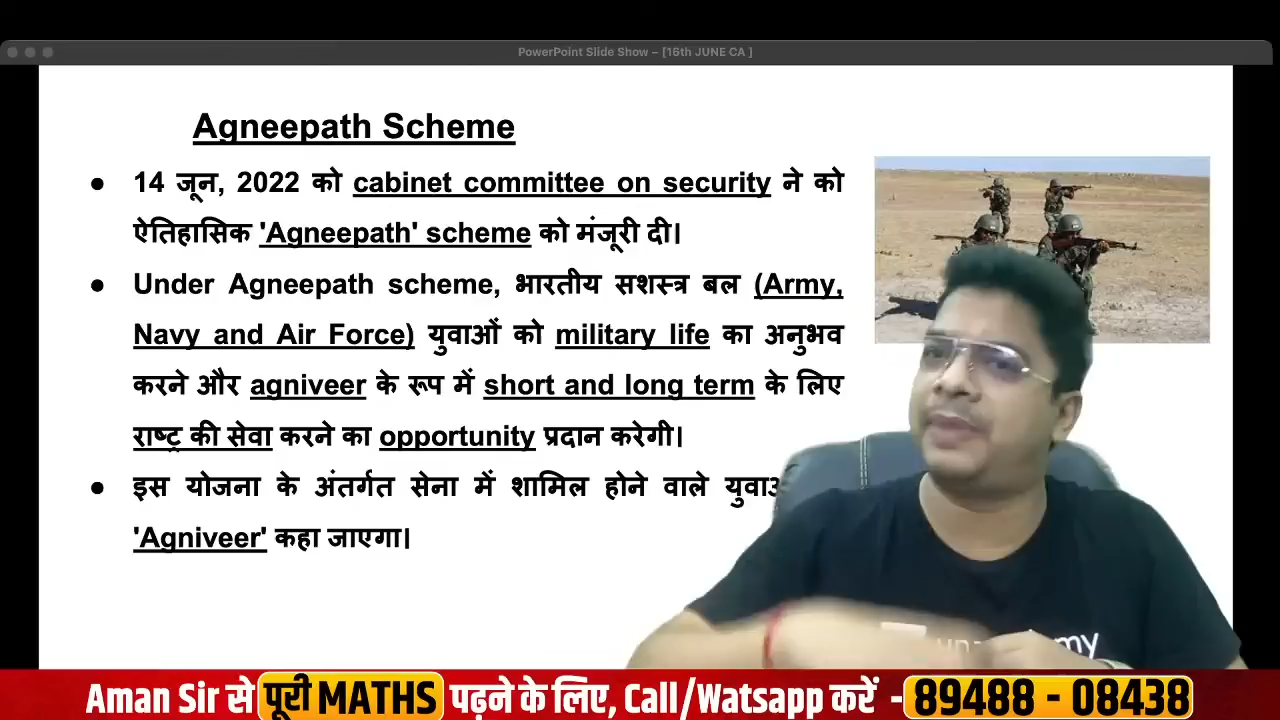 PowerPoint Slide Show – [16th JUNE CA ]
Agneepath Scheme
● 14 जून, 2022 को cabinet committee on security ने को
ऐतिहासिक 'Agneepath' scheme को मंजूरी दी।
● Under Agneepath scheme, भारतीय सशस्त्र बल (Army,
Navy and Air Force) युवाओं को military life का अनुभव
करने और agniveer के रूप में short and long term के लिए
राष्ट्र की सेवा करने का opportunity प्रदान करेगी।
● इस योजना के अंतर्गत सेना में शामिल होने वाले
'Agniveer' कहा जाएगा।
Aman Sir से पूरी MATHS पढ़ने के लिए, Call/Watsapp करें - 89488 - 08438